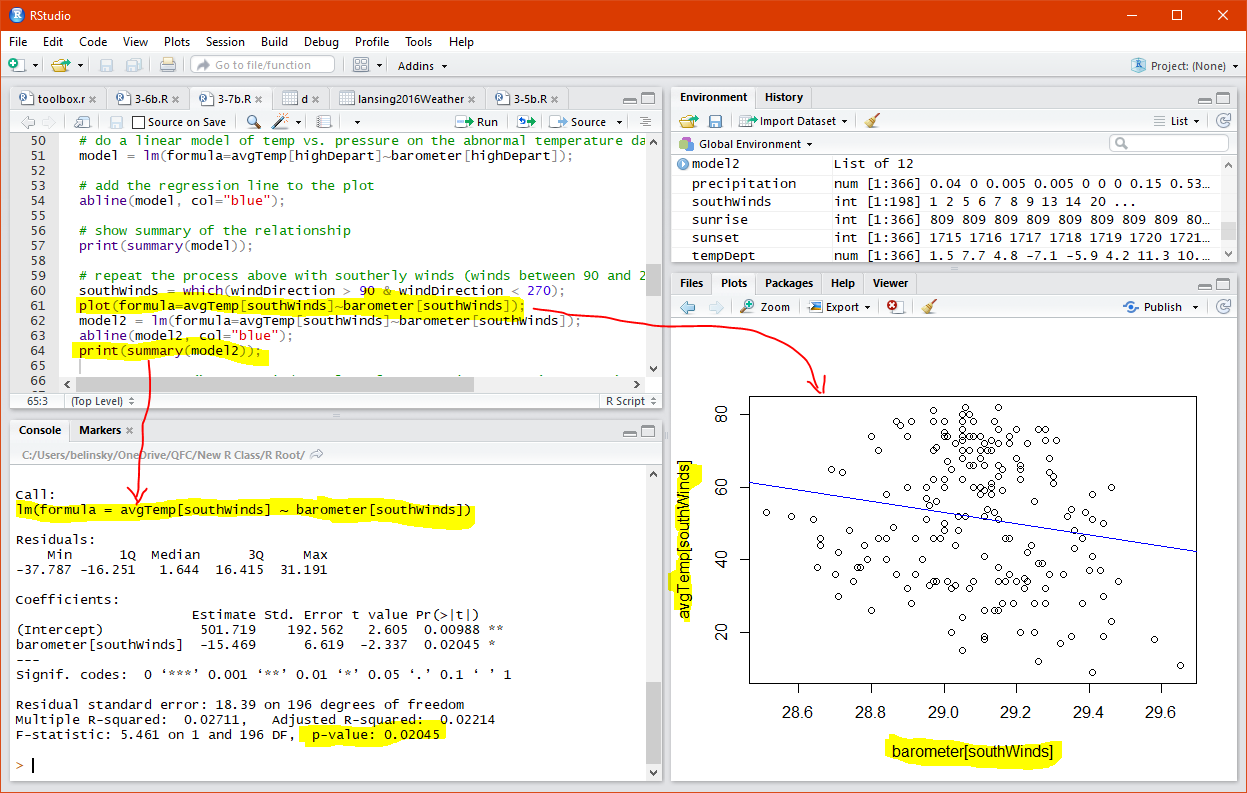 RStudio
File Edit Code View Plots Session Build Debug Profile Tools Help
Go to file/function Addins Project: (None)
toolbox.r 3-6b.R 3-7b.R d lansing2016Weather 3-5b.R
Source on Save Run Source
50 # do a linear model of temp vs. pressure on the abnormal temperature da
51 model = lm(formula=avgTemp[highDepart]~barometer[highDepart]);
52
53 # add the regression line to the plot
54 abline(model, col="blue");
55
56 # show summary of the relationship
57 print(summary(model));
58
59 # repeat the process above with southerly winds (winds between 90 and 2
60 southWinds = which(windDirection > 90 & windDirection < 270);
61 plot(formula=avgTemp[southWinds]~barometer[southWinds]);
62 model2 = lm(formula=avgTemp[southWinds]~barometer[southWinds]);
63 abline(model2, col="blue");
64 print(summary(model2));
65
66
65:3 (Top Level) R Script
Console Markers
C:/Users/belinsky/OneDrive/QFC/New R Class/R Root/
Call:
lm(formula = avgTemp[southWinds] ~ barometer[southWinds])
Residuals:
Min 1Q Median 3Q Max
-37.787 -16.251 1.644 16.415 31.191
Coefficients:
Estimate Std. Error t value Pr(>|t|)
(Intercept) 501.719 192.562 2.605 0.00988 **
barometer[southWinds] -15.469 6.619 -2.337 0.02045 *
---
Signif. codes: 0 ‘***’ 0.001 ‘**’ 0.01 ‘*’ 0.05 ‘.’ 0.1 ‘ ’ 1
Residual standard error: 18.39 on 196 degrees of freedom
Multiple R-squared: 0.02711, Adjusted R-squared: 0.02214
F-statistic: 5.461 on 1 and 196 DF, p-value: 0.02045
>
Environment History
Import Dataset List
Global Environment
model2 List of 12
precipitation num [1:366] 0.04 0 0.005 0.005 0 0 0 0.15 0.53…
southWinds int [1:198] 1 2 5 6 7 8 9 13 14 20 ...
sunrise int [1:366] 809 809 809 809 809 809 809 80…
sunset int [1:366] 1715 1716 1717 1718 1719 1720 1721…
tempDept num [1:366] 1.5 7.7 4.8 -7.1 -5.9 4.2 11.3 10.…
Files Plots Packages Help Viewer
Zoom Export Publish
avgTemp[southWinds]
80
60
40
20
28.6 28.8 29.0 29.2 29.4 29.6
barometer[southWinds]